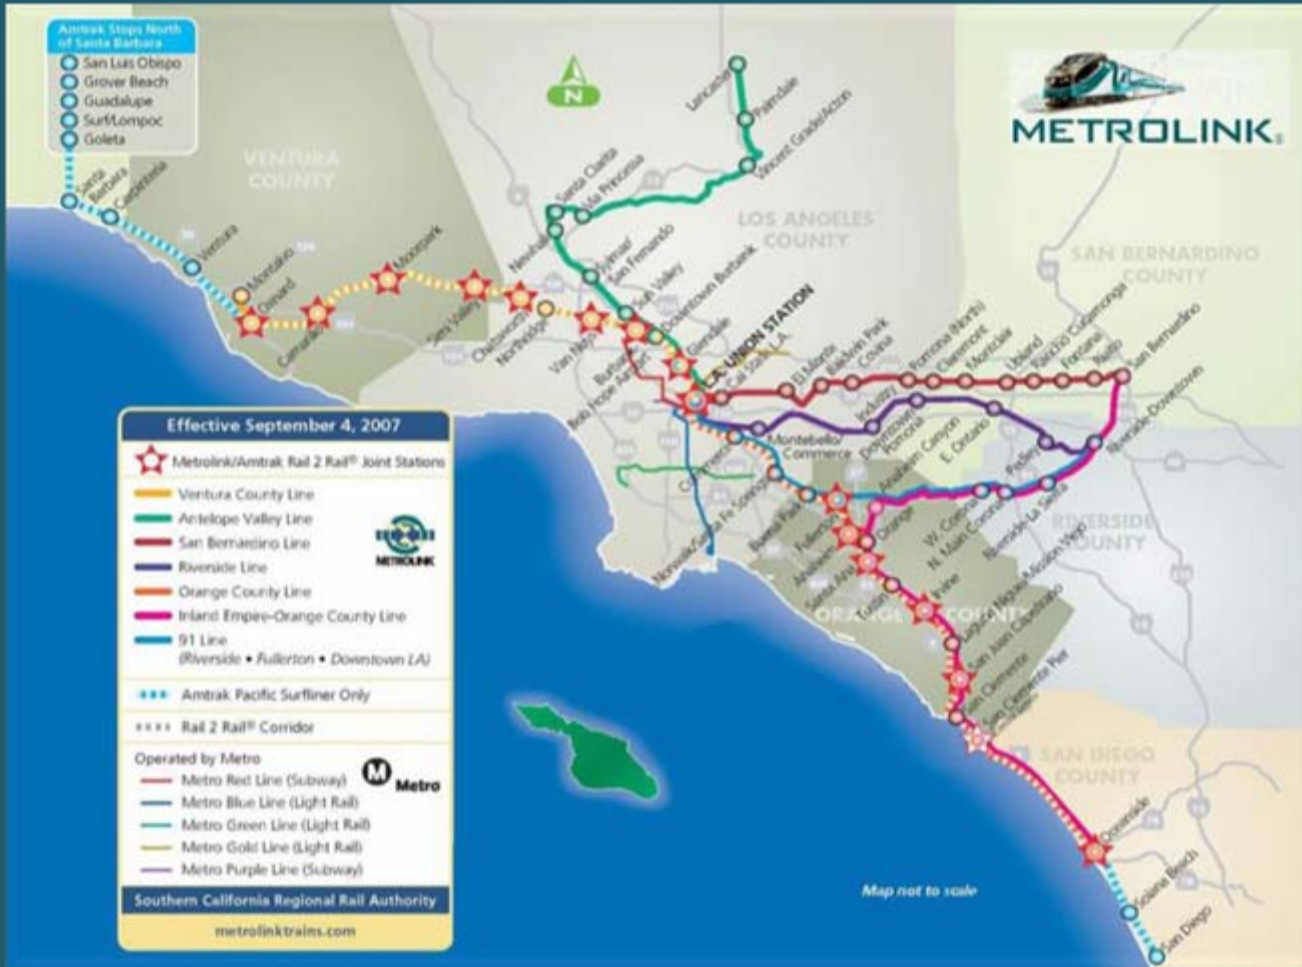 Amtrak Stops North
of Santa Barbara
San Luis Obispo
Grover Beach
Guadalupe
Surf/Lompoc
Goleta
Santa
Barbara
Carpinteria
Ventura
Montalvo
Oxnard
Camarillo
Moorpark
Simi Valley
Chatsworth
Northridge
Van Nuys
Burbank
Bob Hope Airport
VENTURA
COUNTY
N
Lancaster
Palmdale
Vincent Grade/Acton
Santa Clarita
Via Princessa
Newhall
Sylmar/
San Fernando
Sun Valley
Downtown Burbank
Glendale
L.A. UNION STATION
Cal State L.A.
LOS ANGELES
COUNTY
METROLINK
SAN BERNARDINO
COUNTY
El Monte
Baldwin Park
Covina
Pomona (North)
Claremont
Montclair
Upland
Rancho Cucamonga
Fontana
Rialto
San Bernardino
Montebello/
Commerce
Industry
Downtown
Pomona
E. Ontario
Pedley
Riverside-Downtown
Commerce
Norwalk/Santa Fe Springs
Buena Park
Fullerton
Anaheim
Santa Ana
Anaheim Canyon
Orange
W. Corona
N. Main Corona
Riverside-La Sierra
RIVERSIDE
COUNTY
Irvine
Laguna Niguel/Mission Viejo
San Juan Capistrano
San Clemente
San Clemente Pier
ORANGE COUNTY
SAN DIEGO
COUNTY
Oceanside
Solana Beach
San Diego
Map not to scale
Effective September 4, 2007
Metrolink/Amtrak Rail 2 Rail® Joint Stations
Ventura County Line
Antelope Valley Line
San Bernardino Line
Riverside Line
Orange County Line
Inland Empire-Orange County Line
91 Line
(Riverside • Fullerton • Downtown LA)
METROLINK
Amtrak Pacific Surfliner Only
Rail 2 Rail® Corridor
Operated by Metro
Metro Red Line (Subway)
Metro Blue Line (Light Rail)
Metro Green Line (Light Rail)
Metro Gold Line (Light Rail)
Metro Purple Line (Subway)
M
Metro
Southern California Regional Rail Authority
metrolinktrains.com